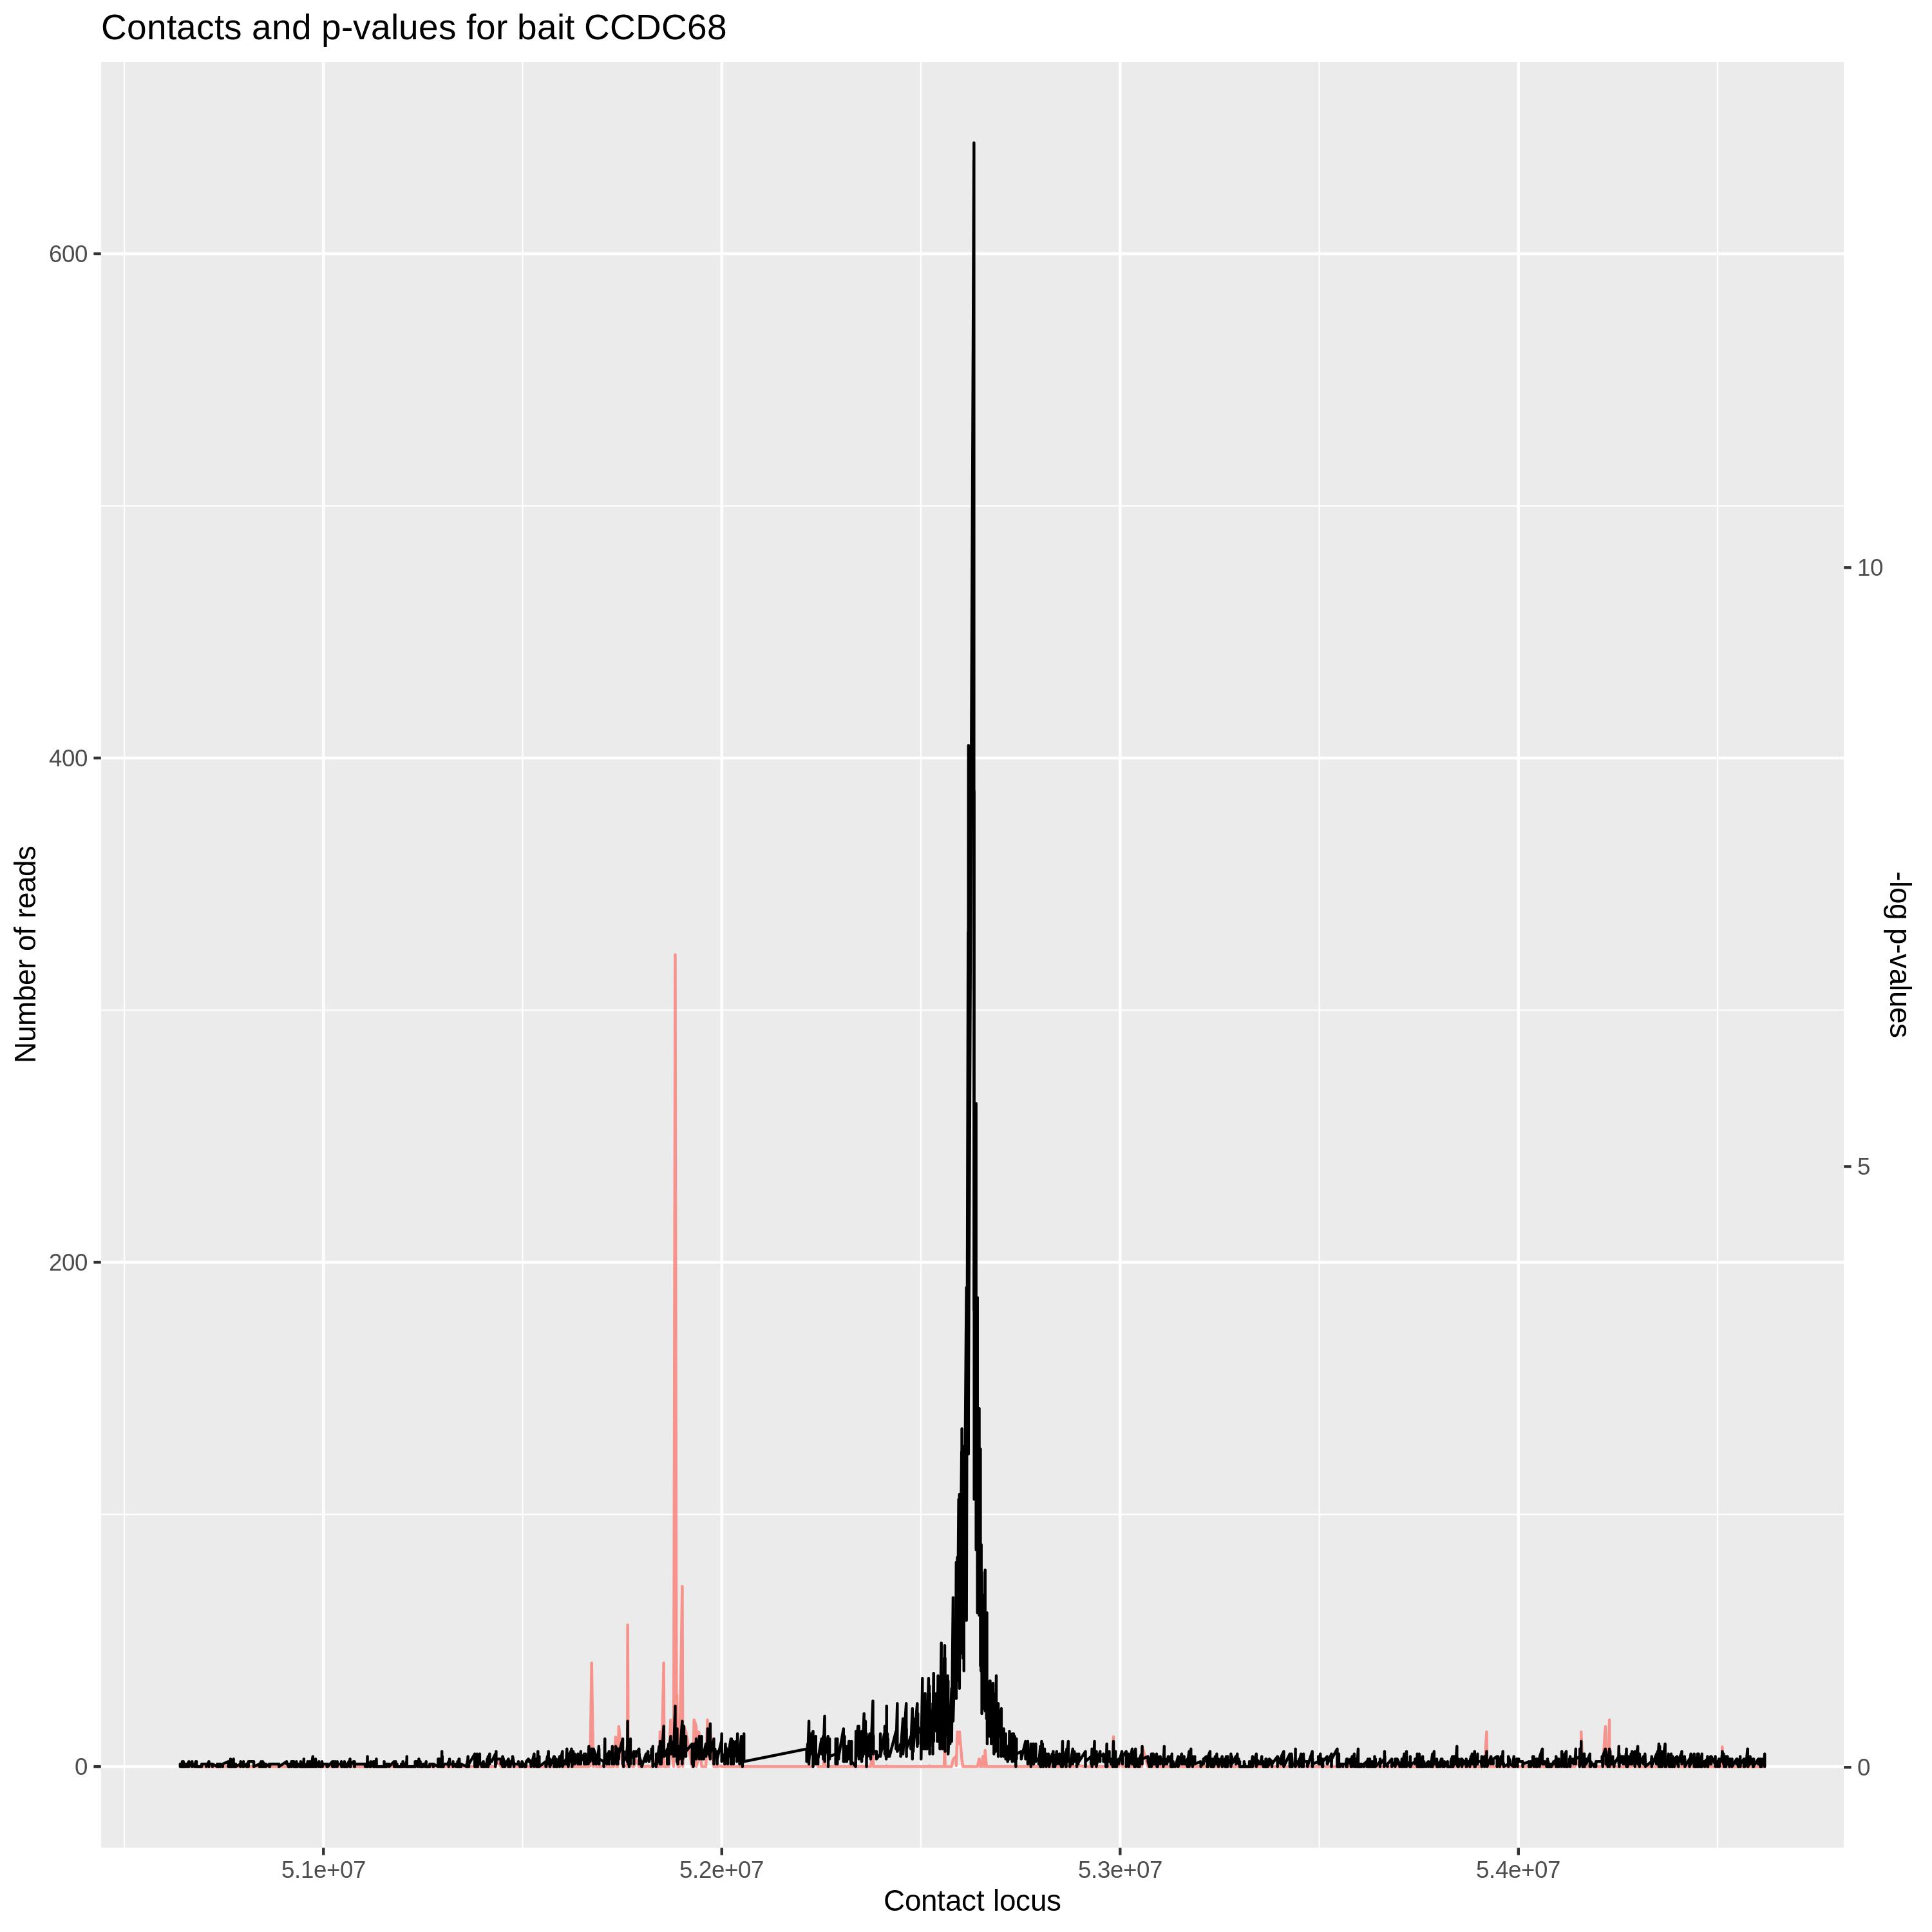 Contacts and p-values for bait CCDC68
600
400
200
0
Number of reads
10
5
0
-log p-values
5.1e+07
5.2e+07
5.3e+07
5.4e+07
Contact locus